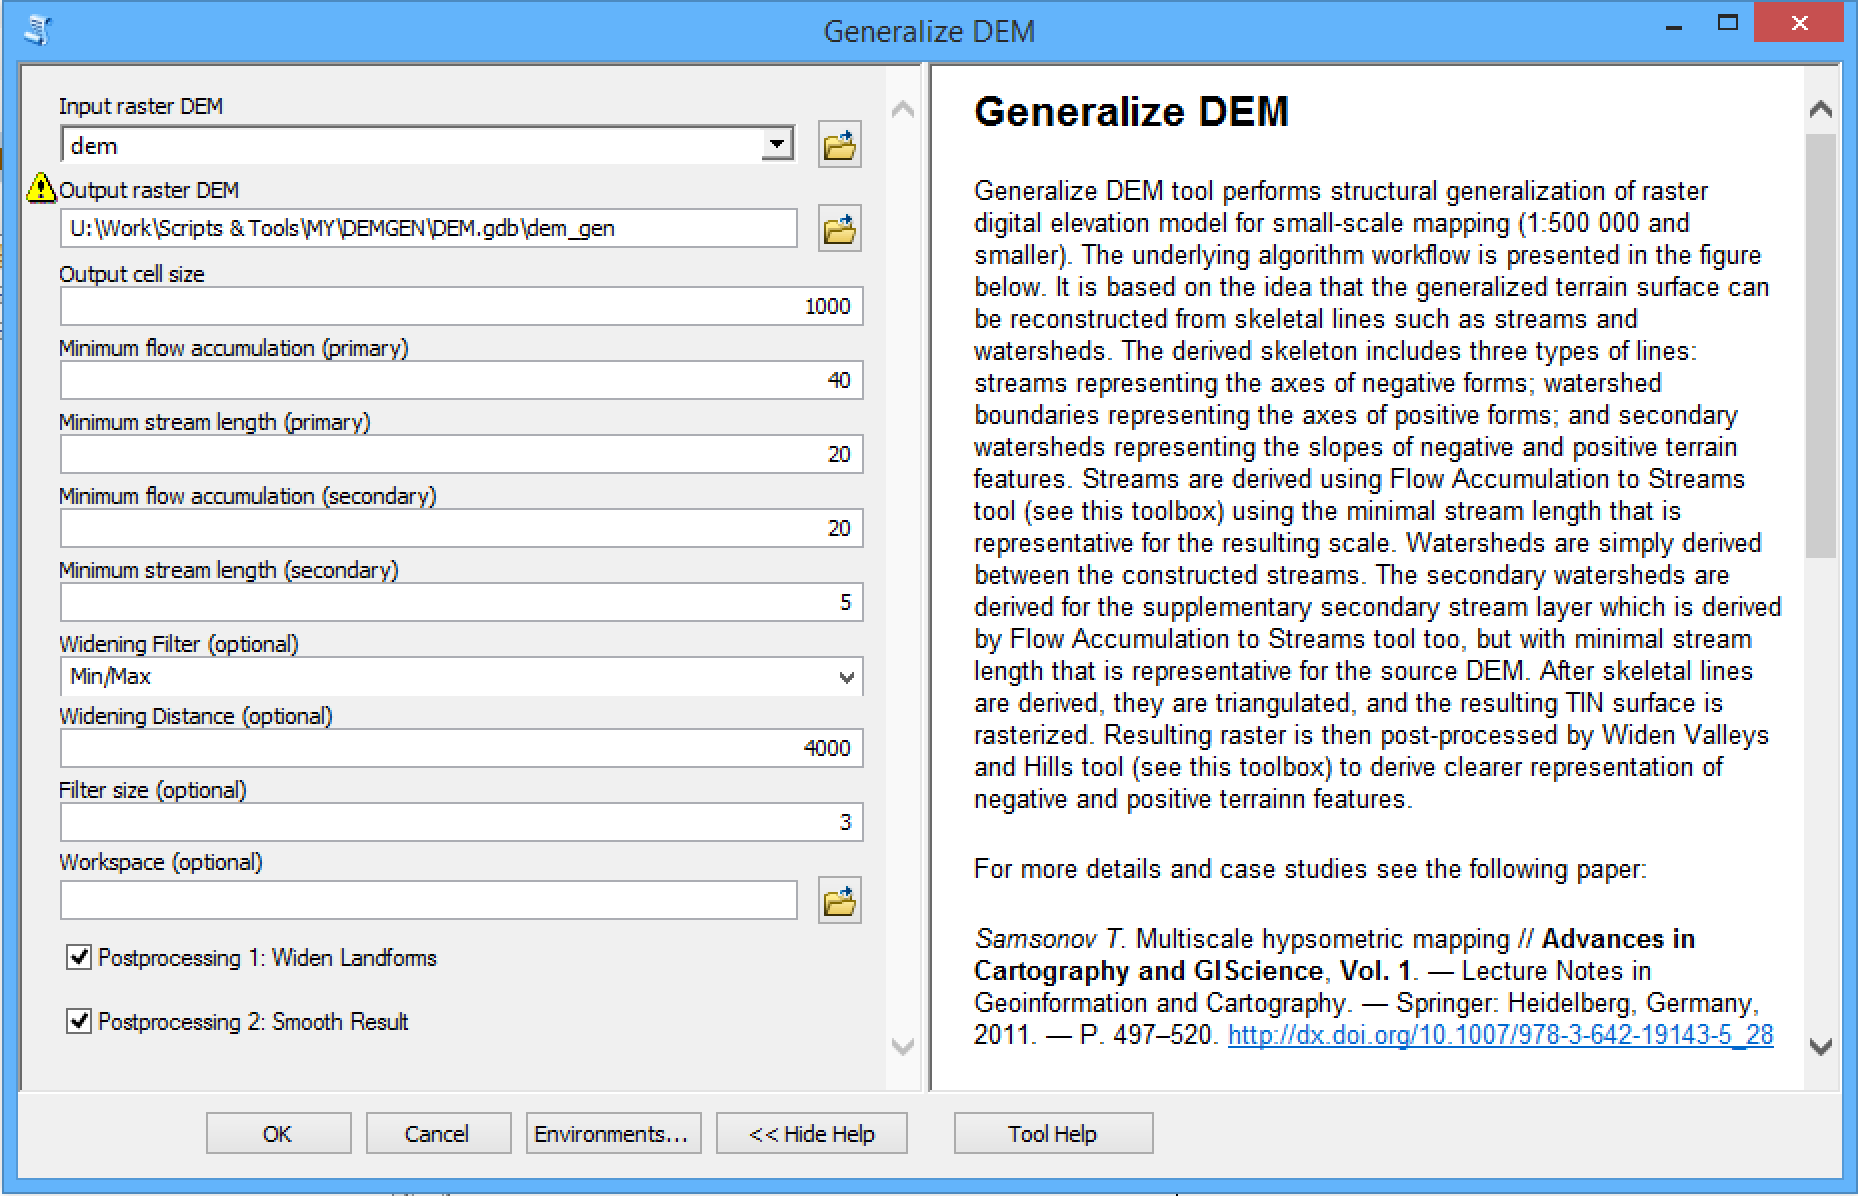 Generalize DEM
Input raster DEM
dem
Output raster DEM
U:\Work\Scripts & Tools\MY\DEMGEN\DEM.gdb\dem_gen
Output cell size
1000
Minimum flow accumulation (primary)
40
Minimum stream length (primary)
20
Minimum flow accumulation (secondary)
20
Minimum stream length (secondary)
5
Widening Filter (optional)
Min/Max
Widening Distance (optional)
4000
Filter size (optional)
3
Workspace (optional)
Postprocessing 1: Widen Landforms
Postprocessing 2: Smooth Result
Generalize DEM
Generalize DEM tool performs structural generalization of raster
digital elevation model for small-scale mapping (1:500 000 and
smaller). The underlying algorithm workflow is presented in the figure
below. It is based on the idea that the generalized terrain surface can
be reconstructed from skeletal lines such as streams and
watersheds. The derived skeleton includes three types of lines:
streams representing the axes of negative forms; watershed
boundaries representing the axes of positive forms; and secondary
watersheds representing the slopes of negative and positive terrain
features. Streams are derived using Flow Accumulation to Streams
tool (see this toolbox) using the minimal stream length that is
representative for the resulting scale. Watersheds are simply derived
between the constructed streams. The secondary watersheds are
derived for the supplementary secondary stream layer which is derived
by Flow Accumulation to Streams tool too, but with minimal stream
length that is representative for the source DEM. After skeletal lines
are derived, they are triangulated, and the resulting TIN surface is
rasterized. Resulting raster is then post-processed by Widen Valleys
and Hills tool (see this toolbox) to derive clearer representation of
negative and positive terrainn features.
For more details and case studies see the following paper:
Samsonov T. Multiscale hypsometric mapping // Advances in
Cartography and GIScience, Vol. 1. — Lecture Notes in
Geoinformation and Cartography. — Springer: Heidelberg, Germany,
2011. — P. 497–520. http://dx.doi.org/10.1007/978-3-642-19143-5_28
OK
Cancel
Environments...
<< Hide Help
Tool Help